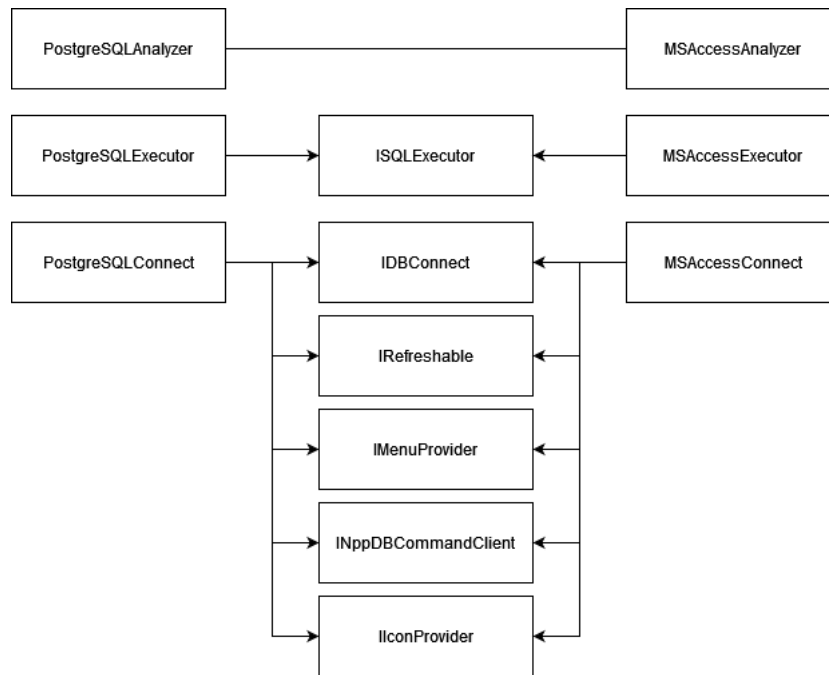 PostgreSQLAnalyzer
MSAccessAnalyzer
PostgreSQLExecutor
ISQLExecutor
MSAccessExecutor
PostgreSQLConnect
IDBConnect
MSAccessConnect
IRefreshable
IMenuProvider
INppDBCommandClient
IIconProvider